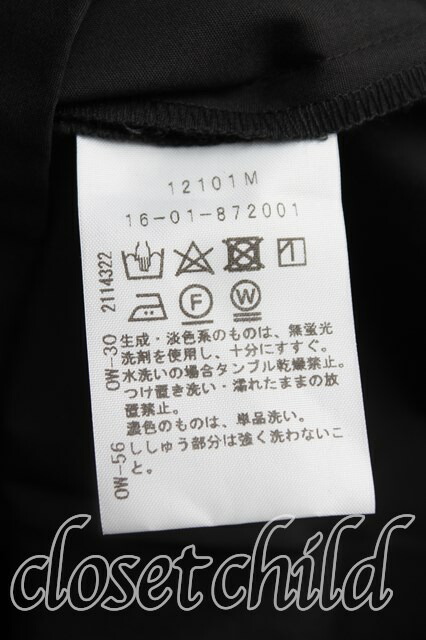 12101M
16-01-872001
2114322
F
W
OW-30
生成・淡色系のものは、無蛍光
洗剤を使用し、十分にすすぐ。
水洗いの場合タンブル乾燥禁止。
つけ置き洗い・濡れたままの放
置禁止。
濃色のものは、単品洗い。
OW-56
ししゅう部分は強く洗わないこ
と。
closet child